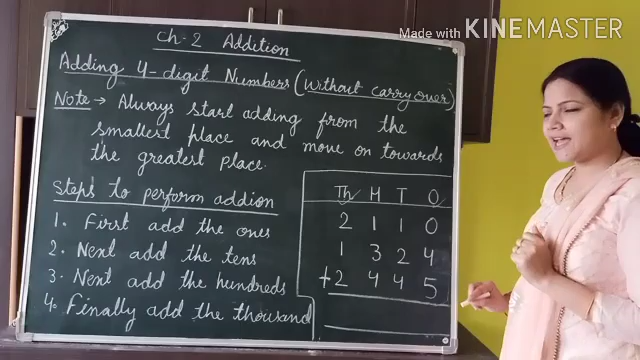 Made with KINEMASTER
Ch-2 Addition
Adding 4-digit Numbers (Without carry over)
Note → Always start adding from the
smallest place and move on towards
the greatest place.
Steps to perform addion
1. First add the ones
2. Next add the tens
3. Next add the hundreds
4. Finally add the thousand
Th H T O
2 1 1 0
1 3 2 4
+2 4 4 5